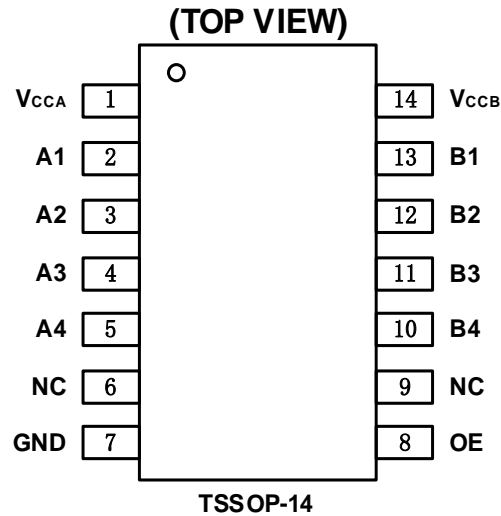 (TOP VIEW)
VCCA 1 14 VCCB
A1 2 13 B1
A2 3 12 B2
A3 4 11 B3
A4 5 10 B4
NC 6 9 NC
GND 7 8 OE
TSSOP-14